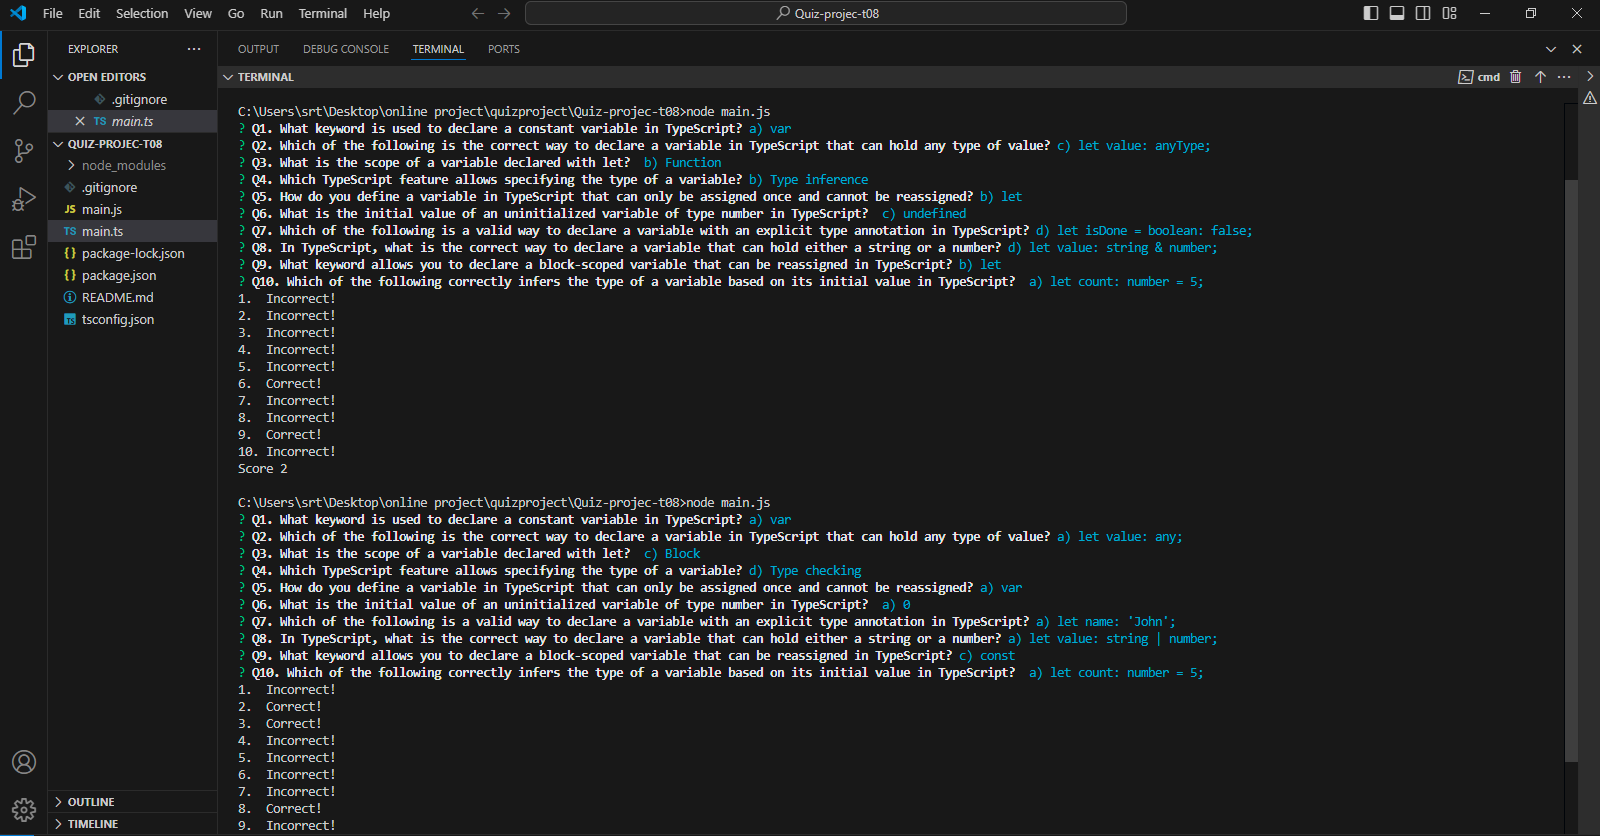 File Edit Selection View Go Run Terminal Help
Quiz-projec-t08
EXPLORER
OPEN EDITORS
.gitignore
TS main.ts
QUIZ-PROJEC-T08
node_modules
.gitignore
JS main.js
TS main.ts
{} package-lock.json
{} package.json
README.md
TS tsconfig.json
OUTLINE
TIMELINE
OUTPUT DEBUG CONSOLE TERMINAL PORTS
TERMINAL
cmd
C:\Users\srt\Desktop\online project\quizproject\Quiz-projec-t08>node main.js
? Q1. What keyword is used to declare a constant variable in TypeScript? a) var
? Q2. Which of the following is the correct way to declare a variable in TypeScript that can hold any type of value? c) let value: anyType;
? Q3. What is the scope of a variable declared with let?  b) Function
? Q4. Which TypeScript feature allows specifying the type of a variable? b) Type inference
? Q5. How do you define a variable in TypeScript that can only be assigned once and cannot be reassigned? b) let
? Q6. What is the initial value of an uninitialized variable of type number in TypeScript?  c) undefined
? Q7. Which of the following is a valid way to declare a variable with an explicit type annotation in TypeScript? d) let isDone = boolean: false;
? Q8. In TypeScript, what is the correct way to declare a variable that can hold either a string or a number? d) let value: string & number;
? Q9. What keyword allows you to declare a block-scoped variable that can be reassigned in TypeScript? b) let
? Q10. Which of the following correctly infers the type of a variable based on its initial value in TypeScript?  a) let count: number = 5;
1.  Incorrect!
2.  Incorrect!
3.  Incorrect!
4.  Incorrect!
5.  Incorrect!
6.  Correct!
7.  Incorrect!
8.  Incorrect!
9.  Correct!
10. Incorrect!
Score 2
C:\Users\srt\Desktop\online project\quizproject\Quiz-projec-t08>node main.js
? Q1. What keyword is used to declare a constant variable in TypeScript? a) var
? Q2. Which of the following is the correct way to declare a variable in TypeScript that can hold any type of value? a) let value: any;
? Q3. What is the scope of a variable declared with let?  c) Block
? Q4. Which TypeScript feature allows specifying the type of a variable? d) Type checking
? Q5. How do you define a variable in TypeScript that can only be assigned once and cannot be reassigned? a) var
? Q6. What is the initial value of an uninitialized variable of type number in TypeScript?  a) 0
? Q7. Which of the following is a valid way to declare a variable with an explicit type annotation in TypeScript? a) let name: 'John';
? Q8. In TypeScript, what is the correct way to declare a variable that can hold either a string or a number? a) let value: string | number;
? Q9. What keyword allows you to declare a block-scoped variable that can be reassigned in TypeScript? c) const
? Q10. Which of the following correctly infers the type of a variable based on its initial value in TypeScript?  a) let count: number = 5;
1.  Incorrect!
2.  Correct!
3.  Correct!
4.  Incorrect!
5.  Incorrect!
6.  Incorrect!
7.  Incorrect!
8.  Correct!
9.  Incorrect!